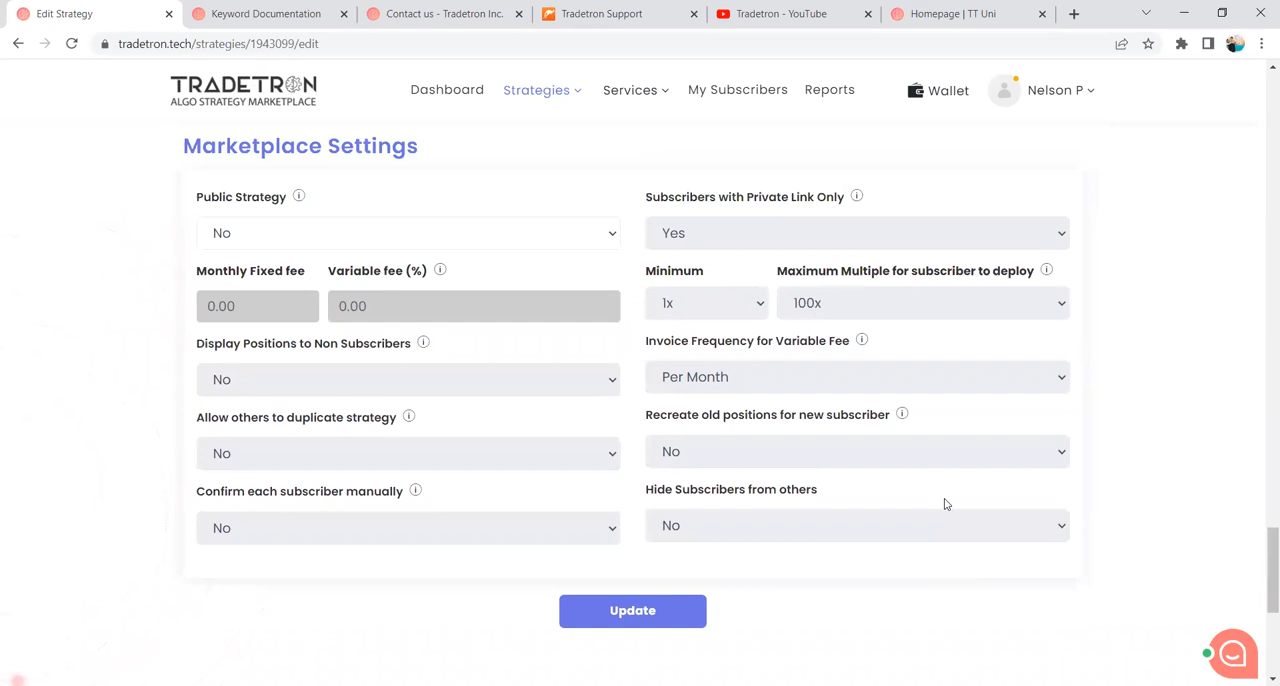 Edit Strategy
Keyword Documentation
Contact us - Tradetron Inc.
Tradetron Support
Tradetron - YouTube
Homepage | TT Uni
tradetron.tech/strategies/1943099/edit
TRADETRON
ALGO STRATEGY MARKETPLACE
Dashboard
Strategies
Services
My Subscribers
Reports
Wallet
Nelson P
Marketplace Settings
Public Strategy
Subscribers with Private Link Only
No
Yes
Monthly Fixed fee
Variable fee (%)
Minimum
Maximum Multiple for subscriber to deploy
0.00
0.00
1x
100x
Display Positions to Non Subscribers
Invoice Frequency for Variable Fee
No
Per Month
Allow others to duplicate strategy
Recreate old positions for new subscriber
No
No
Confirm each subscriber manually
Hide Subscribers from others
No
No
Update